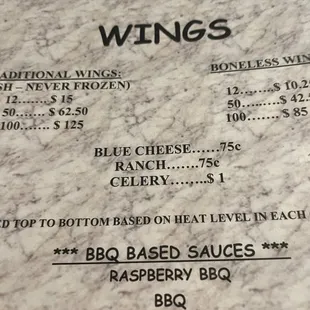 WINGS
ADITIONAL WINGS:
SH – NEVER FROZEN)
12....... $ 15
50....... $ 62.50
100....... $ 125
BONELESS WIN
12........$ 10.2
50........$ 42.
100....... $ 85
BLUE CHEESE......75c
RANCH.......75c
CELERY........$ 1
ED TOP TO BOTTOM BASED ON HEAT LEVEL IN EACH
*** BBQ BASED SAUCES ***
RASPBERRY BBQ
BBQ